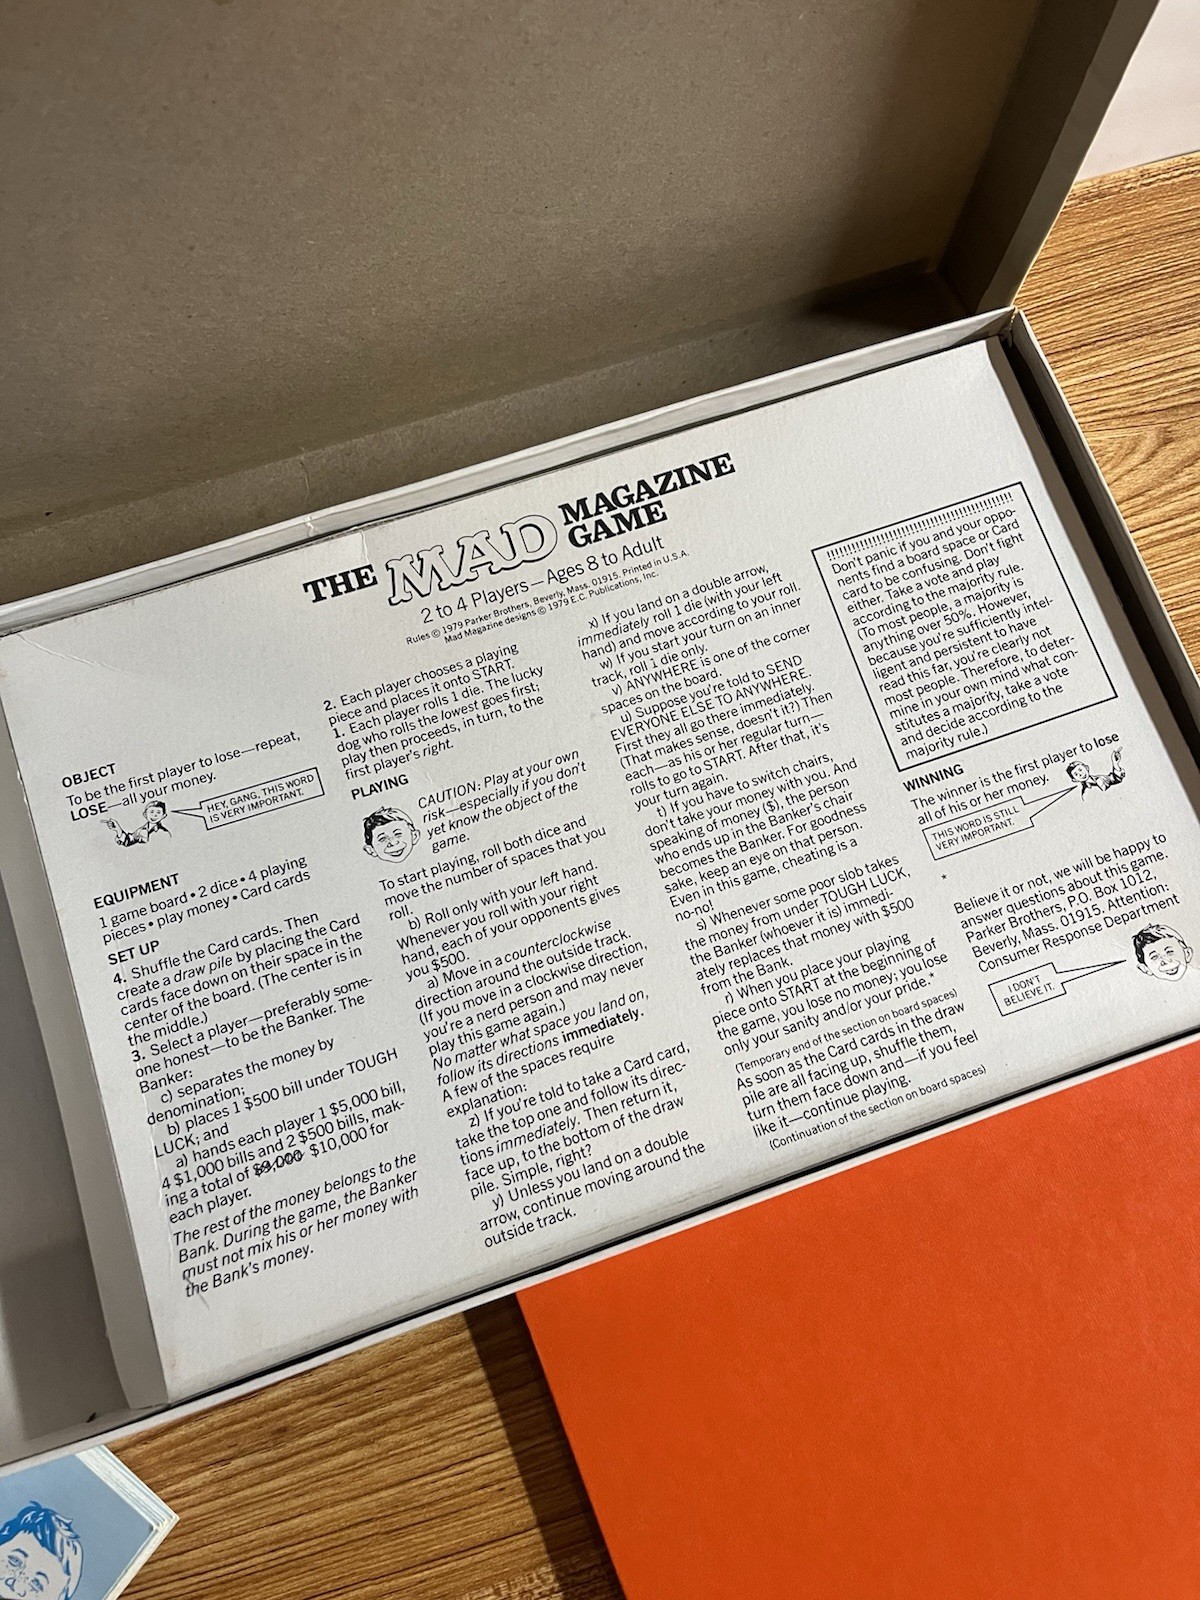 THE MAD MAGAZINE
GAME
2 to 4 Players—Ages 8 to Adult
Rules © 1979 Parker Brothers, Beverly, Mass. 01915. Printed in U.S.A.
Mad Magazine designs © 1979 E.C. Publications, Inc.
OBJECT
To be the first player to lose—repeat,
LOSE—all your money.
HEY, GANG, THIS WORD
IS VERY IMPORTANT.
EQUIPMENT
1 game board • 2 dice • 4 playing
pieces • play money • Card cards
SET UP
4. Shuffle the Card cards. Then
create a draw pile by placing the Card
cards face down on their space in the
center of the board. (The center is in
the middle.)
3. Select a player—preferably some-
one honest—to be the Banker. The
Banker:
c) separates the money by
denomination;
b) places 1 $500 bill under TOUGH
LUCK; and
a) hands each player 1 $5,000 bill,
4 $1,000 bills and 2 $500 bills, mak-
ing a total of $9,000 $10,000 for
each player.
The rest of the money belongs to the
Bank. During the game, the Banker
must not mix his or her money with
the Bank's money.
2. Each player chooses a playing
piece and places it onto START.
1. Each player rolls 1 die. The lucky
dog who rolls the lowest goes first;
play then proceeds, in turn, to the
first player's right.
PLAYING
CAUTION: Play at your own
risk—especially if you don't
yet know the object of the
game.
To start playing, roll both dice and
move the number of spaces that you
roll.
b) Roll only with your left hand.
Whenever you roll with your right
hand, each of your opponents gives
you $500.
a) Move in a counterclockwise
direction around the outside track.
(If you move in a clockwise direction,
you're a nerd person and may never
play this game again.)
No matter what space you land on,
follow its directions immediately.
A few of the spaces require
explanation:
z) If you're told to take a Card card,
take the top one and follow its direc-
tions immediately. Then return it,
face up, to the bottom of the draw
pile. Simple, right?
y) Unless you land on a double
arrow, continue moving around the
outside track.
x) If you land on a double arrow,
immediately roll 1 die (with your left
hand) and move according to your roll.
w) If you start your turn on an inner
track, roll 1 die only.
v) ANYWHERE is one of the corner
spaces on the board.
u) Suppose you're told to SEND
EVERYONE ELSE TO ANYWHERE.
First they all go there immediately.
(That makes sense, doesn't it?) Then
each—as his or her regular turn—
rolls to go to START. After that, it's
your turn again.
t) If you have to switch chairs,
don't take your money with you. And
speaking of money ($), the person
who ends up in the Banker's chair
becomes the Banker. For goodness
sake, keep an eye on that person.
Even in this game, cheating is a
no-no!
s) Whenever some poor slob takes
the money from under TOUGH LUCK,
the Banker (whoever it is) immedi-
ately replaces that money with $500
from the Bank.
r) When you place your playing
piece onto START at the beginning of
the game, you lose no money; you lose
only your sanity and/or your pride.*
(Temporary end of the section on board spaces)
As soon as the Card cards in the draw
pile are all facing up, shuffle them,
turn them face down and—if you feel
like it—continue playing.
(Continuation of the section on board spaces)
!!!!!!!!!!!!!!!!!!!!!!!!!!!!!!!!!!!!!!!!
Don't panic if you and your oppo-
nents find a board space or Card
card to be confusing. Don't fight
either. Take a vote and play
according to the majority rule.
(To most people, a majority is
anything over 50%. However,
because you're sufficiently intel-
ligent and persistent to have
read this far, you're clearly not
most people. Therefore, to deter-
mine in your own mind what con-
stitutes a majority, take a vote
and decide according to the
majority rule.)
WINNING
The winner is the first player to lose
all of his or her money.
THIS WORD IS STILL
VERY IMPORTANT.
*
Believe it or not, we will be happy to
answer questions about this game.
Parker Brothers, P.O. Box 1012,
Beverly, Mass. 01915. Attention:
Consumer Response Department
I DON'T
BELIEVE IT.